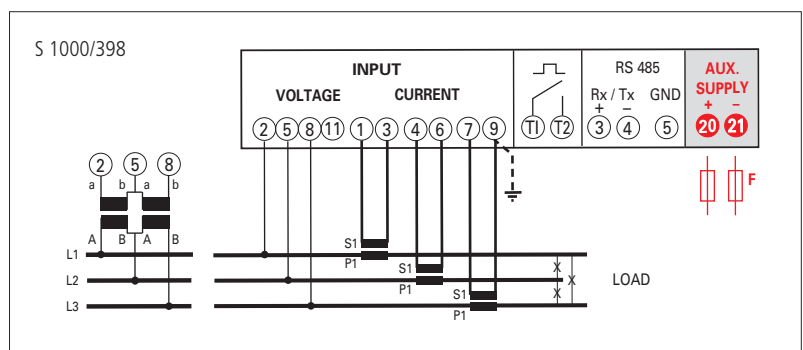 S 1000/398
INPUT
VOLTAGE CURRENT
2 5 8 11 1 3 4 6 7 9
T1 T2
RS 485
Rx / Tx GND
+ −
3 4 5
AUX.
SUPPLY
+ −
20 21
F
2 5 8
a b a b
A B A B
L1
L2
L3
S1
P1
S1
P1
S1
P1
X
X
X
LOAD